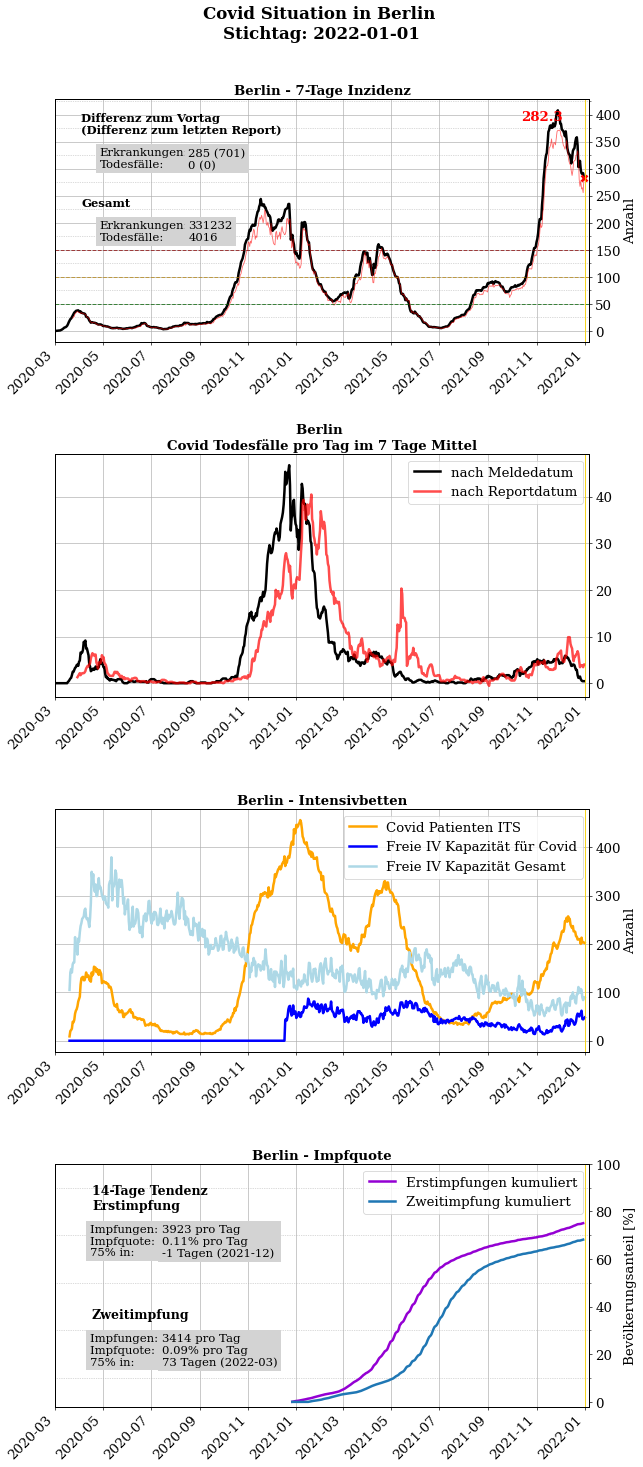 Covid Situation in Berlin
Stichtag: 2022-01-01
Berlin - 7-Tage Inzidenz
Differenz zum Vortag
(Differenz zum letzten Report)
Erkrankungen 285 (701)
Todesfälle: 0 (0)
Gesamt
Erkrankungen 331232
Todesfälle: 4016
400
350
300
250
200
150
100
50
0
Anzahl
2020-03 2020-05 2020-07 2020-09 2020-11 2021-01 2021-03 2021-05 2021-07 2021-09 2021-11 2022-01
Berlin
Covid Todesfälle pro Tag im 7 Tage Mittel
nach Meldedatum
nach Reportdatum
40
30
20
10
0
2020-03 2020-05 2020-07 2020-09 2020-11 2021-01 2021-03 2021-05 2021-07 2021-09 2021-11 2022-01
Berlin - Intensivbetten
Covid Patienten ITS
Freie IV Kapazität für Covid
Freie IV Kapazität Gesamt
400
300
200
100
0
Anzahl
2020-03 2020-05 2020-07 2020-09 2020-11 2021-01 2021-03 2021-05 2021-07 2021-09 2021-11 2022-01
Berlin - Impfquote
Erstimpfungen kumuliert
Zweitimpfung kumuliert
14-Tage Tendenz
Erstimpfung
Impfungen: 3923 pro Tag
Impfquote: 0.11% pro Tag
75% in: -1 Tagen (2021-12)
Zweitimpfung
Impfungen: 3414 pro Tag
Impfquote: 0.09% pro Tag
75% in: 73 Tagen (2022-03)
100
80
60
40
20
0
Bevölkerungsanteil [%]
2020-03 2020-05 2020-07 2020-09 2020-11 2021-01 2021-03 2021-05 2021-07 2021-09 2021-11 2022-01